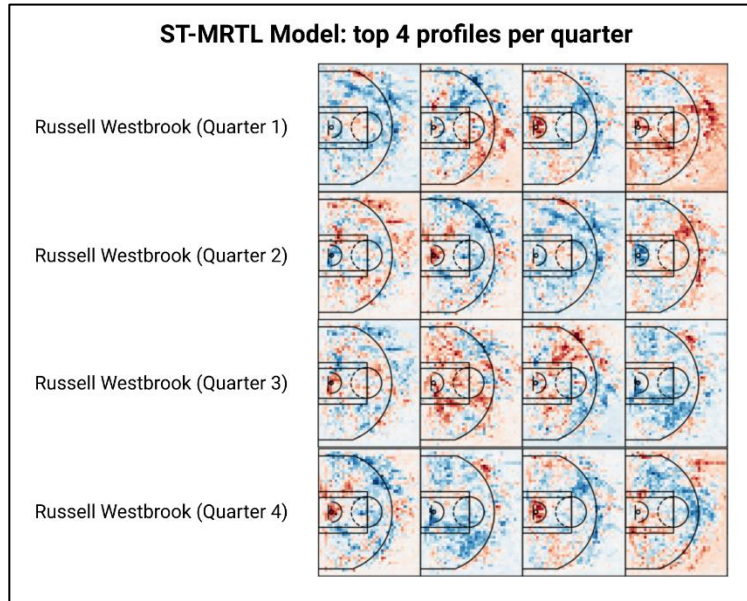 ST-MRTL Model: top 4 profiles per quarter
Russell Westbrook (Quarter 1)
Russell Westbrook (Quarter 2)
Russell Westbrook (Quarter 3)
Russell Westbrook (Quarter 4)